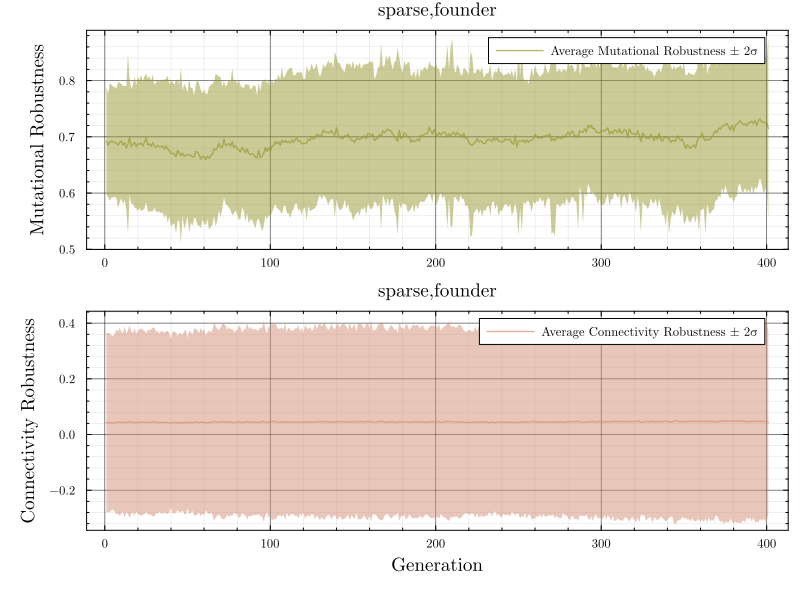 sparse,founder
Mutational Robustness
Average Mutational Robustness ± 2σ
0.8
0.7
0.6
0.5
0 100 200 300 400
sparse,founder
Connectivity Robustness
Average Connectivity Robustness ± 2σ
0.4
0.2
0.0
−0.2
0 100 200 300 400
Generation